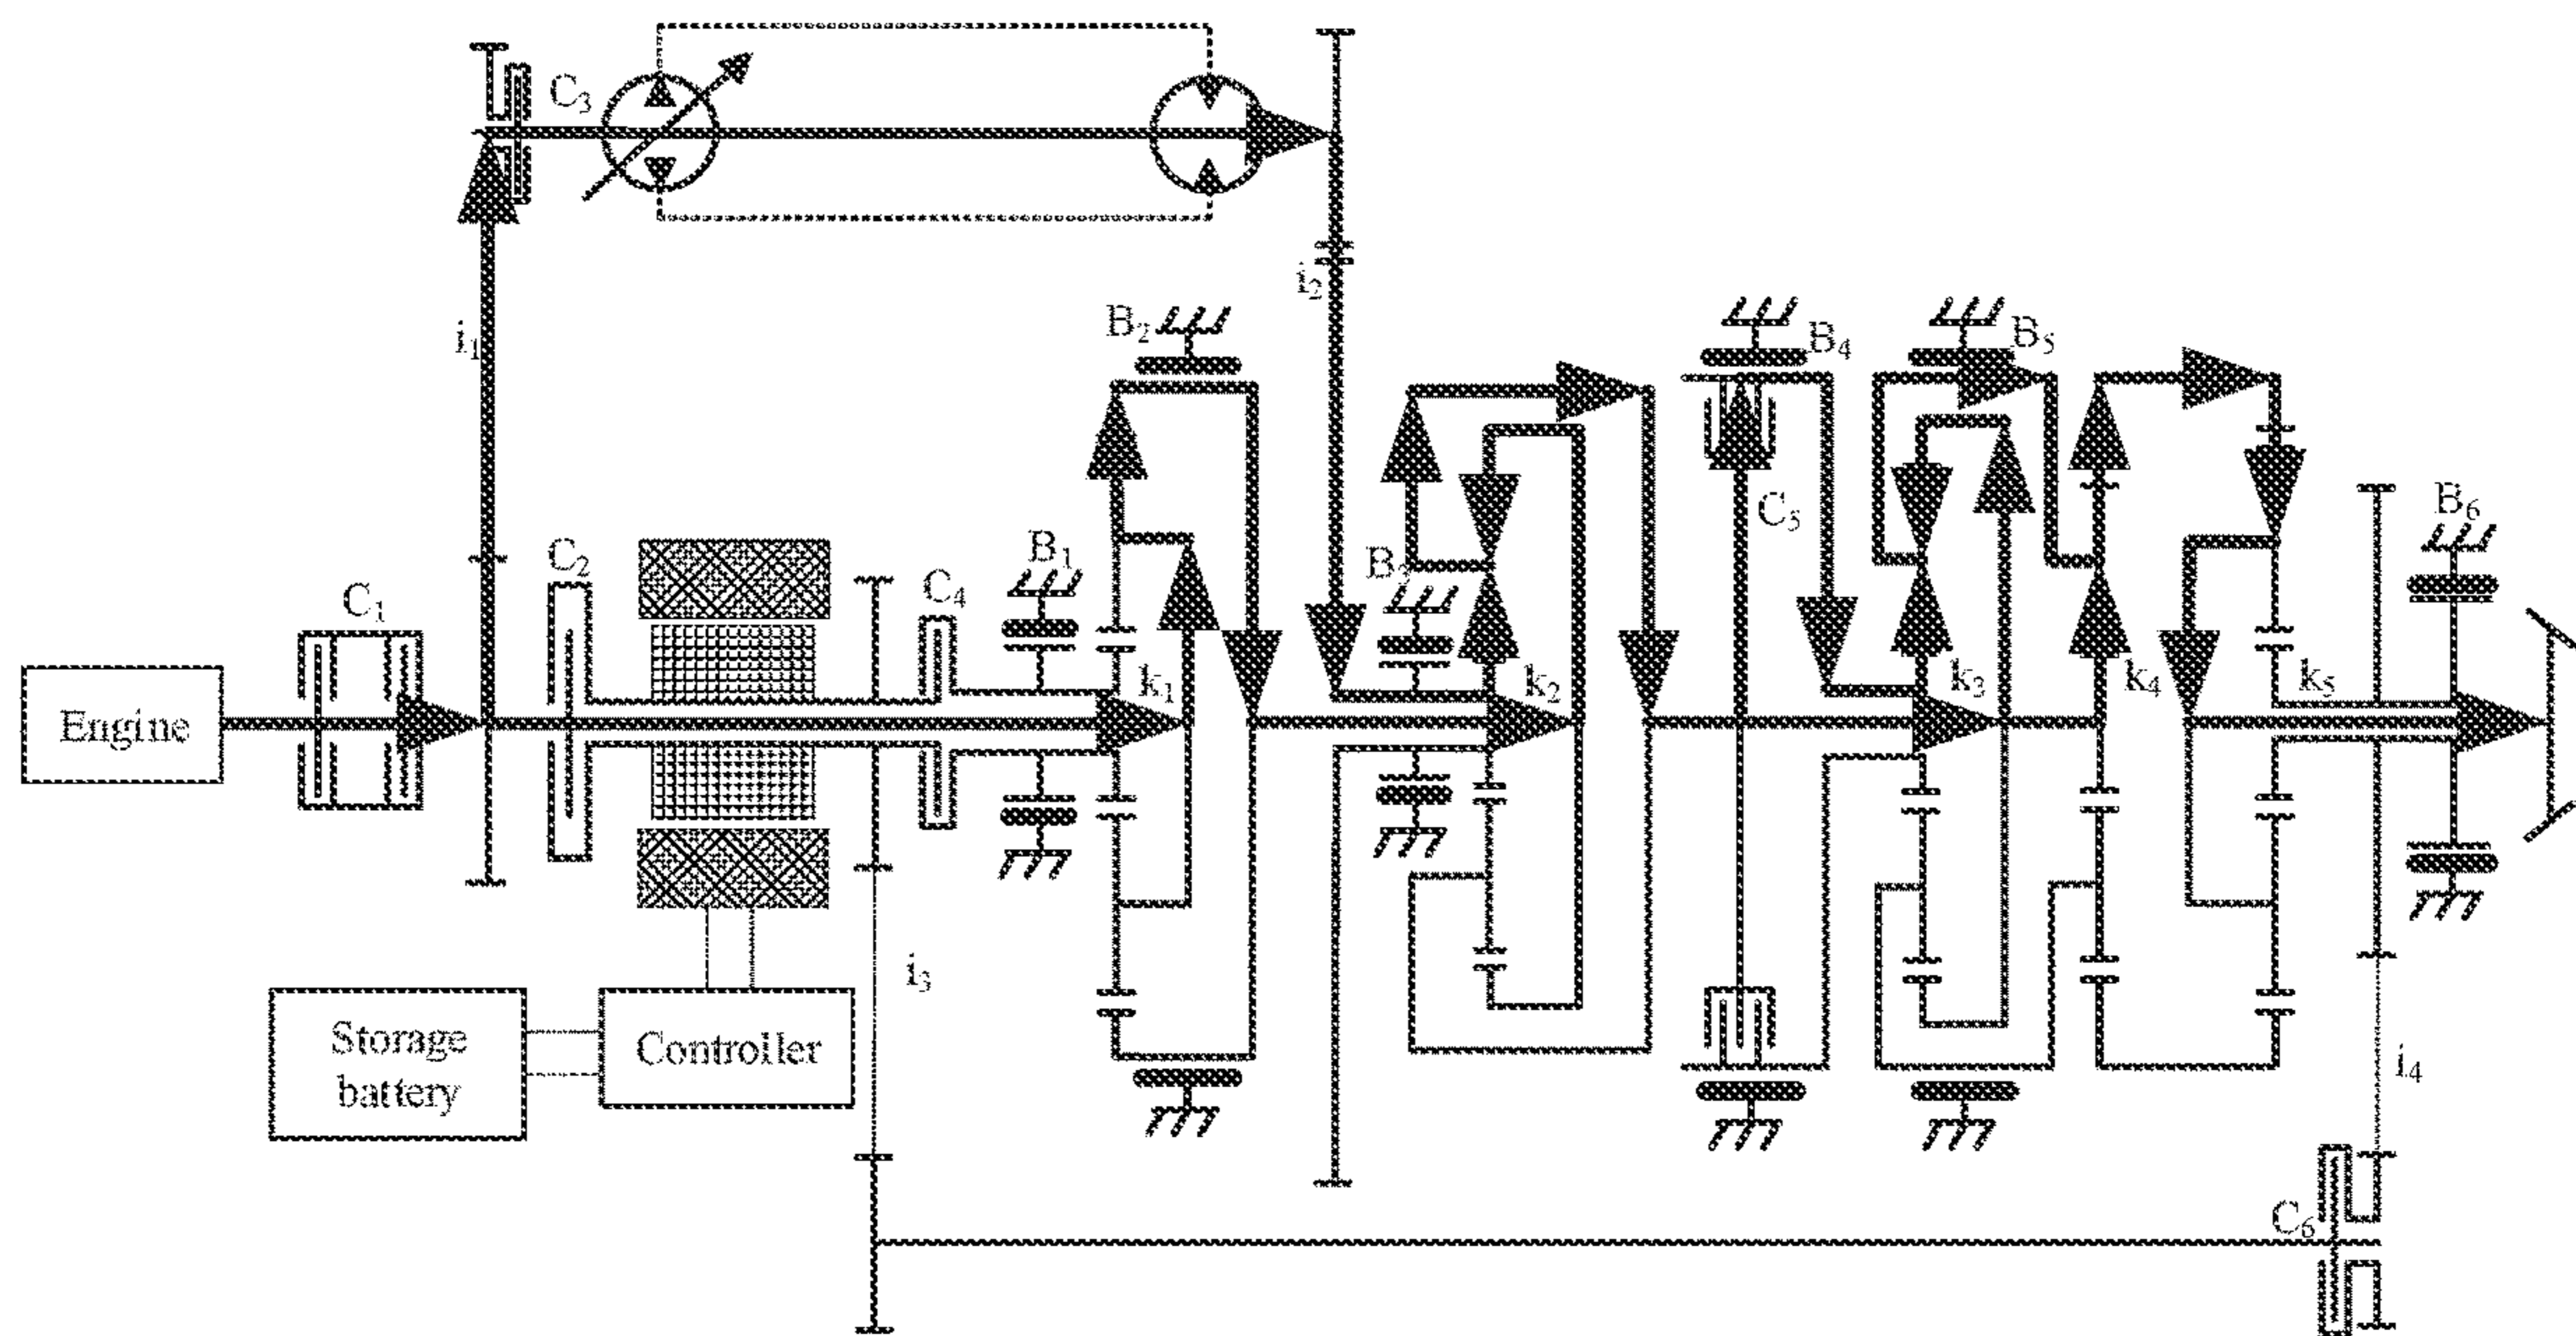 C₃
i₂
B₂
B₄
B₅
i₁
C₅
B₆
C₂
B₁
B₃
C₄
C₁
k₁
k₂
k₃
k₄
k₅
Engine
i₃
Storage
battery
Controller
i₄
C₆